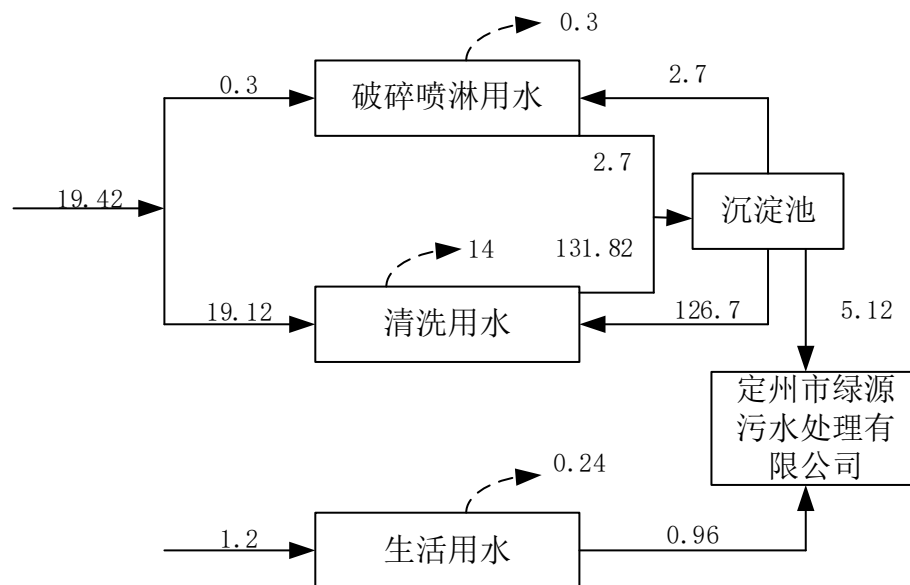 0.3
0.3
破碎喷淋用水
2.7
2.7
19.42
沉淀池
14
131.82
19.12
清洗用水
126.7
5.12
定州市绿源
污水处理有
限公司
0.24
1.2
生活用水
0.96